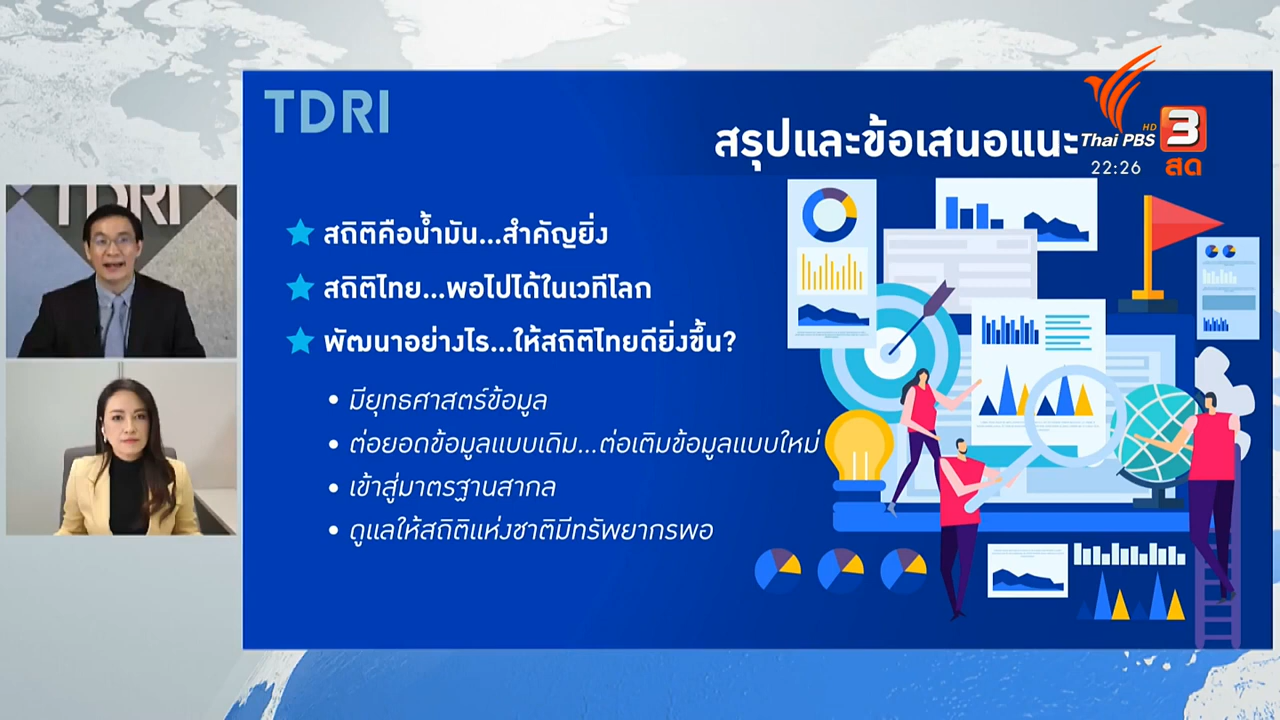 TDRI
สรุปและข้อเสนอแนะ
Thai PBS HD
3
22:26
สด
TDRI
สถิติคือน้ำมัน...สำคัญยิ่ง
สถิติไทย...พอไปได้ในเวทีโลก
พัฒนาอย่างไร...ให้สถิติไทยดียิ่งขึ้น?
• มียุทธศาสตร์ข้อมูล
• ต่อยอดข้อมูลแบบเดิม...ต่อเติมข้อมูลแบบใหม่
• เข้าสู่มาตรฐานสากล
• ดูแลให้สถิติแห่งชาติมีทรัพยากรพอ